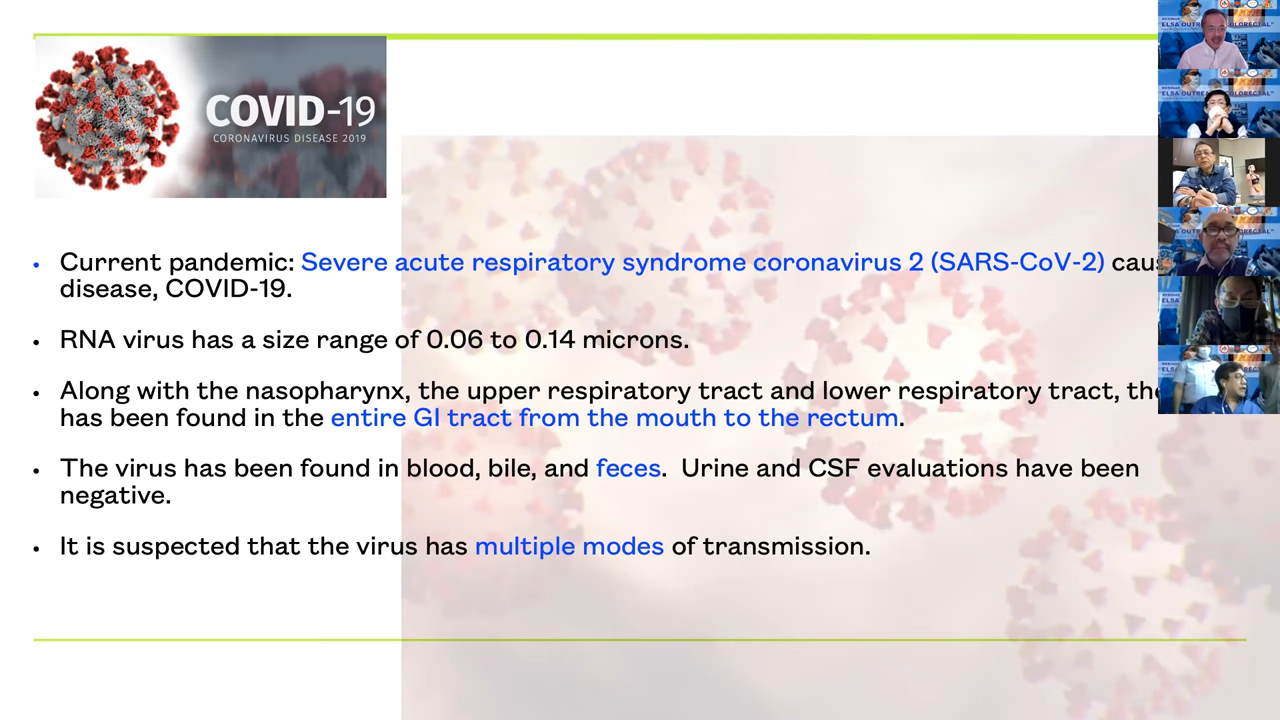 COVID-19
CORONAVIRUS DISEASE 2019
• Current pandemic: Severe acute respiratory syndrome coronavirus 2 (SARS-CoV-2)
disease, COVID-19.
• RNA virus has a size range of 0.06 to 0.14 microns.
• Along with the nasopharynx, the upper respiratory tract and lower respiratory tract,
has been found in the entire GI tract from the mouth to the rectum.
• The virus has been found in blood, bile, and feces. Urine and CSF evaluations have been
negative.
• It is suspected that the virus has multiple modes of transmission.